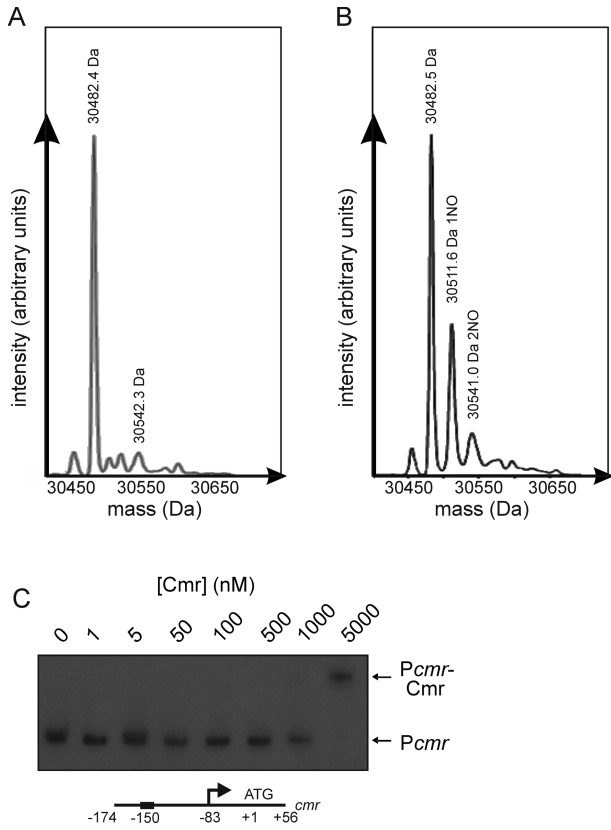 A
30482.4 Da
30542.3 Da
intensity (arbitrary units)
30450 30550 30650
mass (Da)
B
30482.5 Da
30511.6 Da 1NO
30541.0 Da 2NO
intensity (arbitrary units)
30450 30550 30650
mass (Da)
C
[Cmr] (nM)
0 1 5 50 100 500 1000 5000
Pcmr-
Cmr
Pcmr
ATG
cmr
-174 -150 -83 +1 +56